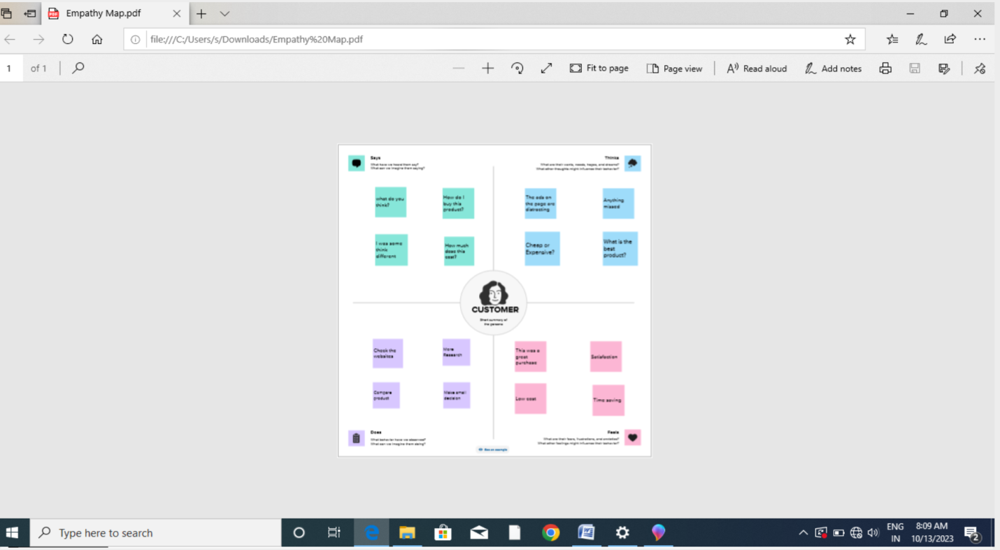 Empathy Map.pdf
file:///C:/Users/s/Downloads/Empathy%20Map.pdf
1 of 1
Fit to page
Page view
Read aloud
Add notes
Says
What have we heard them say?
What can we imagine them saying?
Thinks
What are their wants, needs, hopes, and dreams?
What other thoughts might influence their behavior?
what do you
think?
How do I
buy this
product?
The ads on
the page are
distracting
Anything
missed
I was some
think
different
How much
does this
cost?
Cheap or
Expensive?
What is the
best
product?
CUSTOMER
Short summary of
the persona
Check the
websites
More
Research
This was a
great
purchase
Satisfaction
Compare
product
Make small
decision
Low cost
Time saving
Does
What behavior have we observed?
What can we imagine them doing?
Feels
What are their fears, frustrations, and anxieties?
What other feelings might influence their behavior?
See an example
Type here to search
ENG
IN
8:09 AM
10/13/2023
2